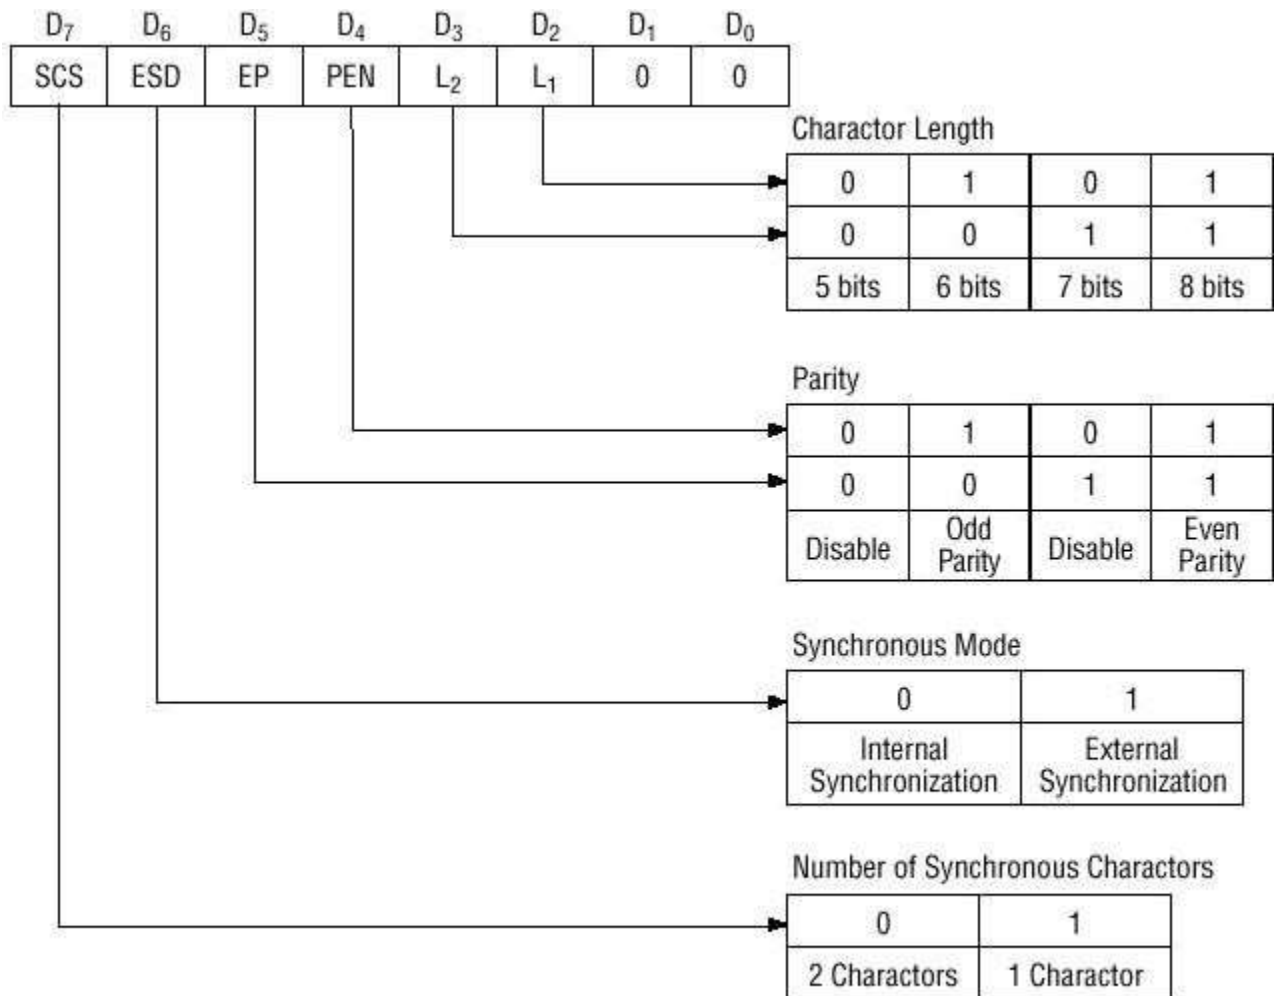 D7 D6 D5 D4 D3 D2 D1 D0
SCS ESD EP PEN L2 L1 0 0
Charactor Length
0 1 0 1
0 0 1 1
5 bits 6 bits 7 bits 8 bits
Parity
0 1 0 1
0 0 1 1
Disable Odd Parity Disable Even Parity
Synchronous Mode
0 1
Internal Synchronization External Synchronization
Number of Synchronous Charactors
0 1
2 Charactors 1 Charactor